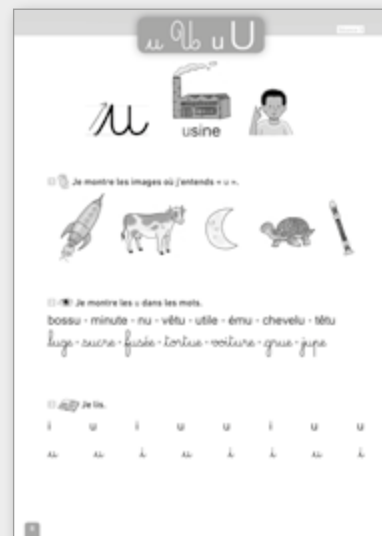 u U u U
u
usine
Je montre les images où j'entends « u ».
Je montre les u dans les mots.
bossu - minute - nu - vêtu - utile - ému - chevelu - têtu
luge - sucre - fusée - tortue - voiture - grue - jupe
Je lis.
i u i u u i u u
u u i u i i u i